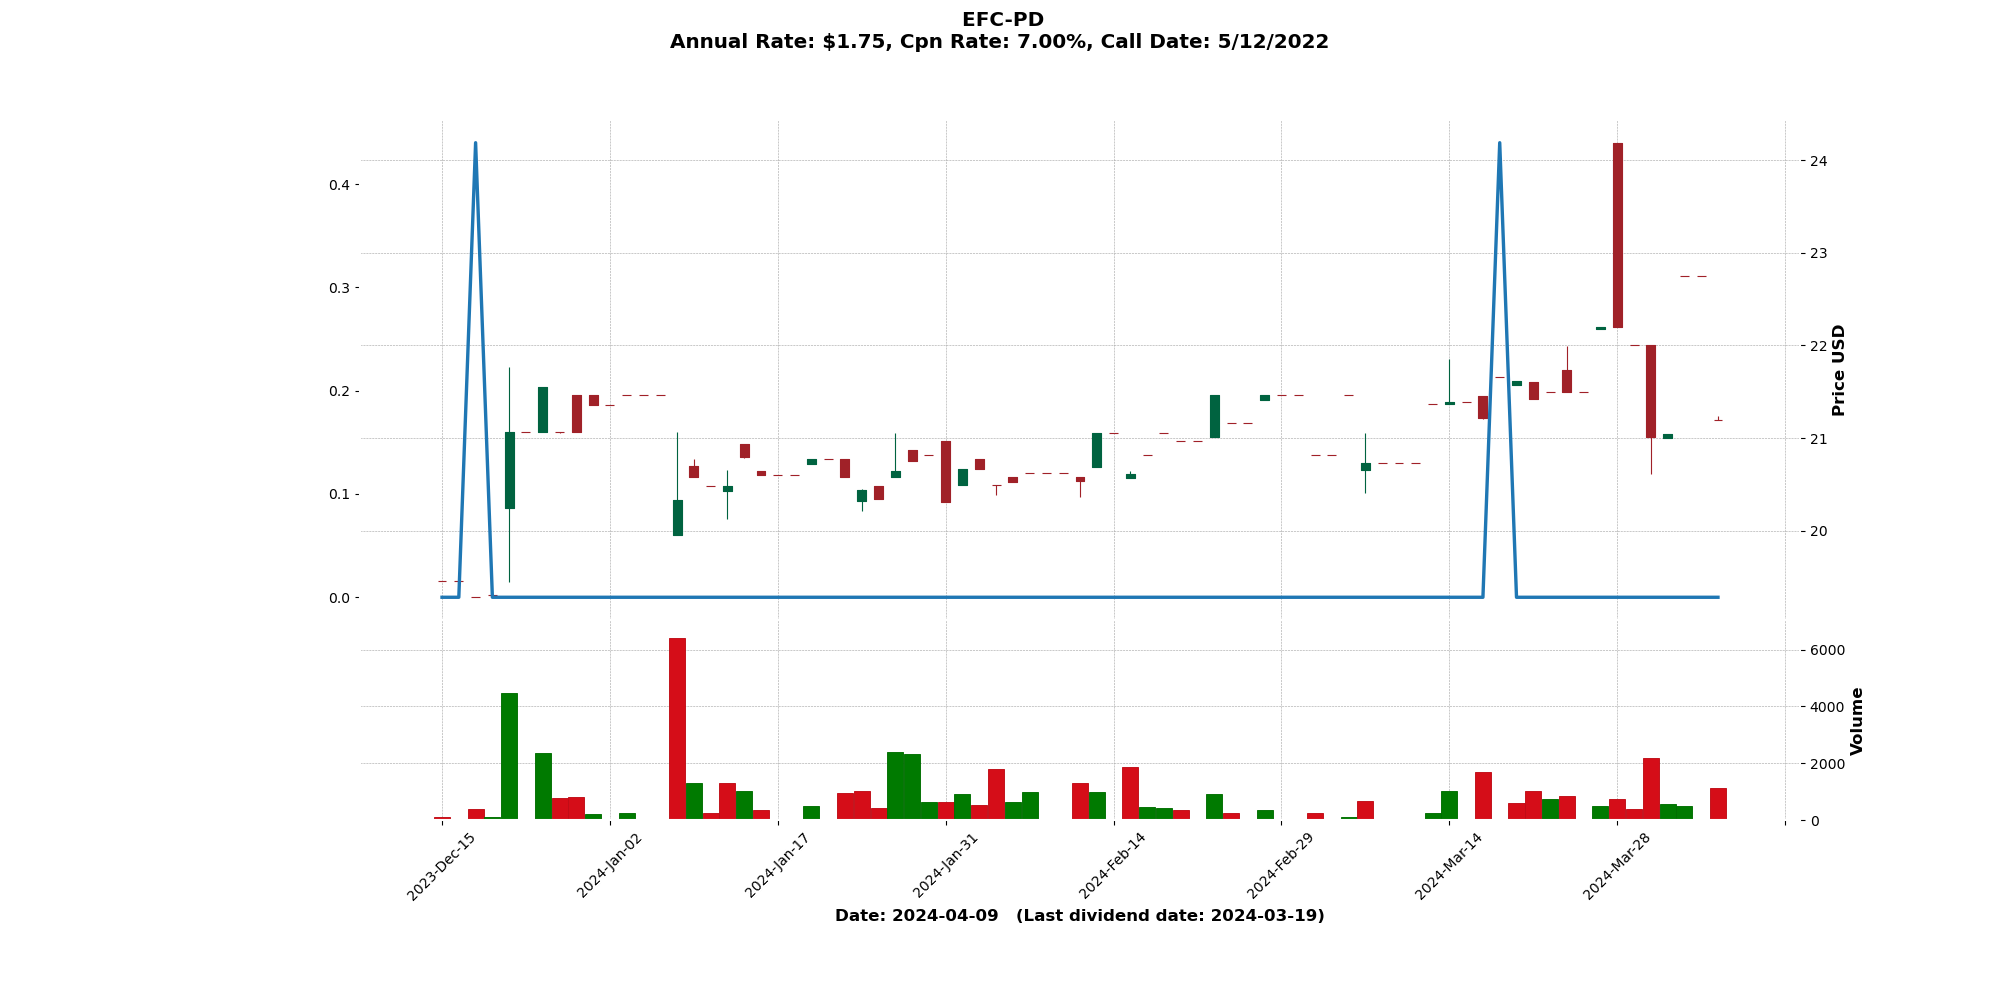 EFC-PD
Annual Rate: $1.75, Cpn Rate: 7.00%, Call Date: 5/12/2022
0.4
0.3
0.2
0.1
0.0
24
23
22
21
20
Price USD
6000
4000
2000
0
Volume
2023-Dec-15
2024-Jan-02
2024-Jan-17
2024-Jan-31
2024-Feb-14
2024-Feb-29
2024-Mar-14
2024-Mar-28
Date: 2024-04-09 (Last dividend date: 2024-03-19)